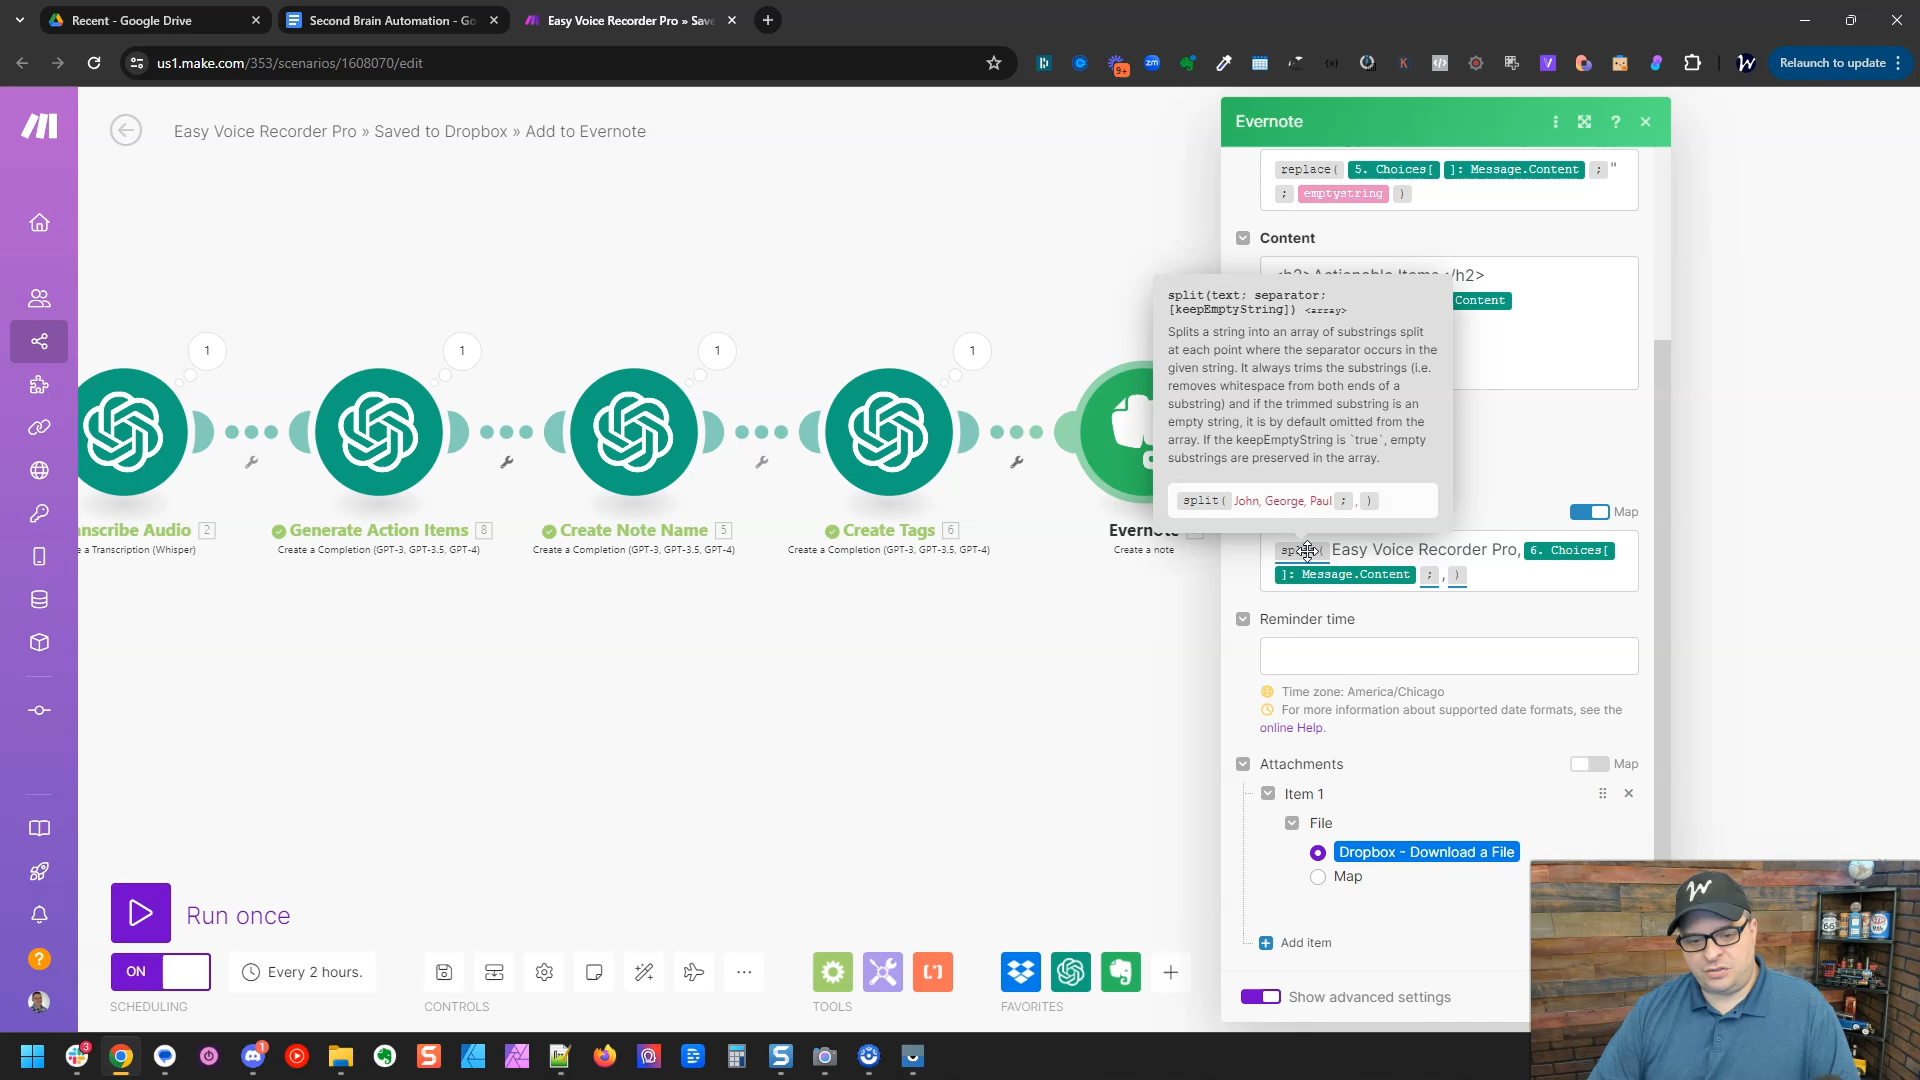 Recent - Google Drive
Second Brain Automation - Go
Easy Voice Recorder Pro » Save
us1.make.com/353/scenarios/1608070/edit
9+
Relaunch to update
Easy Voice Recorder Pro » Saved to Dropbox » Add to Evernote
Evernote
replace( 5. Choices[ ]: Message.Content ; "
; emptystring )
Content
/h2>
Content
split(text; separator;
[keepEmptyString]) <array>
Splits a string into an array of substrings split
at each point where the separator occurs in the
given string. It always trims the substrings (i.e.
removes whitespace from both ends of a
substring) and if the trimmed substring is an
empty string, it is by default omitted from the
array. If the keepEmptyString is `true`, empty
substrings are preserved in the array.
split( John, George, Paul ; , )
1
1
1
1
nscribe Audio 2
e a Transcription (Whisper)
Generate Action Items 8
Create a Completion (GPT-3, GPT-3.5, GPT-4)
Create Note Name 5
Create a Completion (GPT-3, GPT-3.5, GPT-4)
Create Tags 6
Create a Completion (GPT-3, GPT-3.5, GPT-4)
Evernote
Create a note
Map
split( Easy Voice Recorder Pro, 6. Choices[
]: Message.Content ; , )
Reminder time
Time zone: America/Chicago
For more information about supported date formats, see the
online Help.
Attachments
Map
Item 1
File
Dropbox - Download a File
Map
Add item
Show advanced settings
Run once
ON
Every 2 hours.
SCHEDULING
CONTROLS
TOOLS
FAVORITES